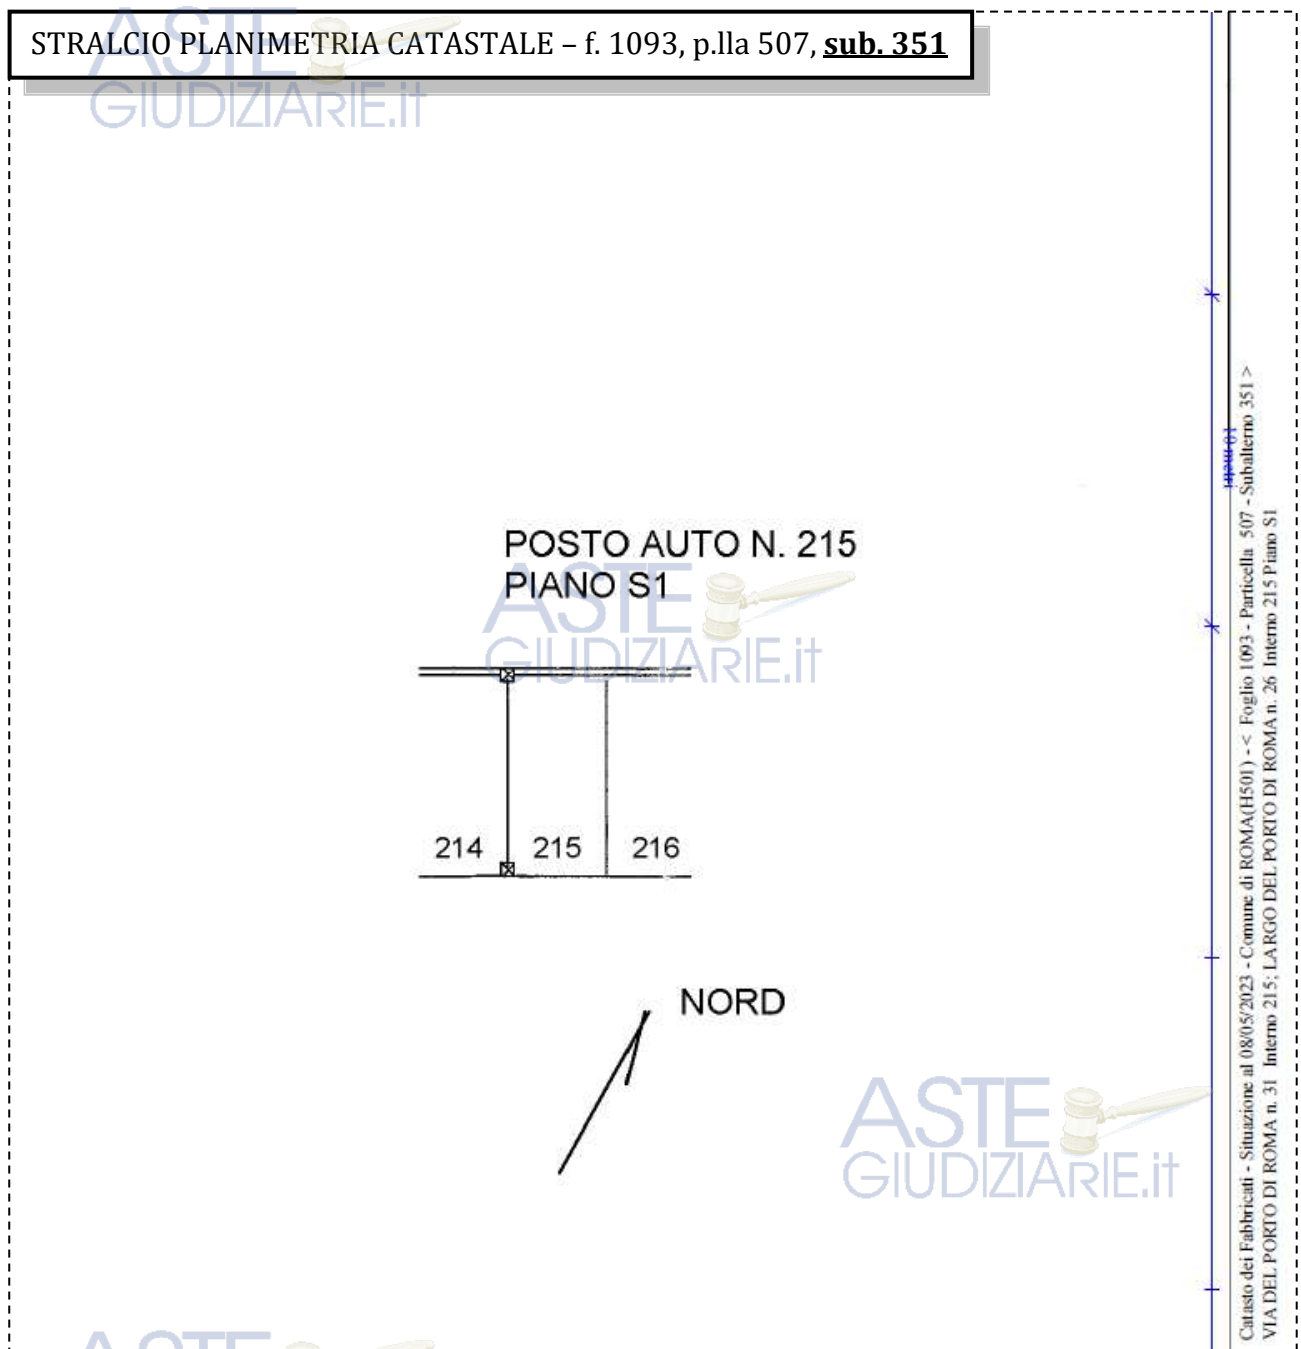 STRALCIO PLANIMETRIA CATASTALE – f. 1093, p.lla 507, sub. 351
ASTE
GIUDIZIARIE.it
10 metri
POSTO AUTO N. 215
PIANO S1
ASTE
GIUDIZIARIE.it
214
215
216
NORD
ASTE
GIUDIZIARIE.it
ASTE
Catasto dei Fabbricati - Situazione al 08/05/2023 - Comune di ROMA(H501) - < Foglio 1093 - Particella 507 - Subalterno 351 >
VIA DEL PORTO DI ROMA n. 31 Interno 215; LARGO DEL PORTO DI ROMA n. 26 Interno 215 Piano S1